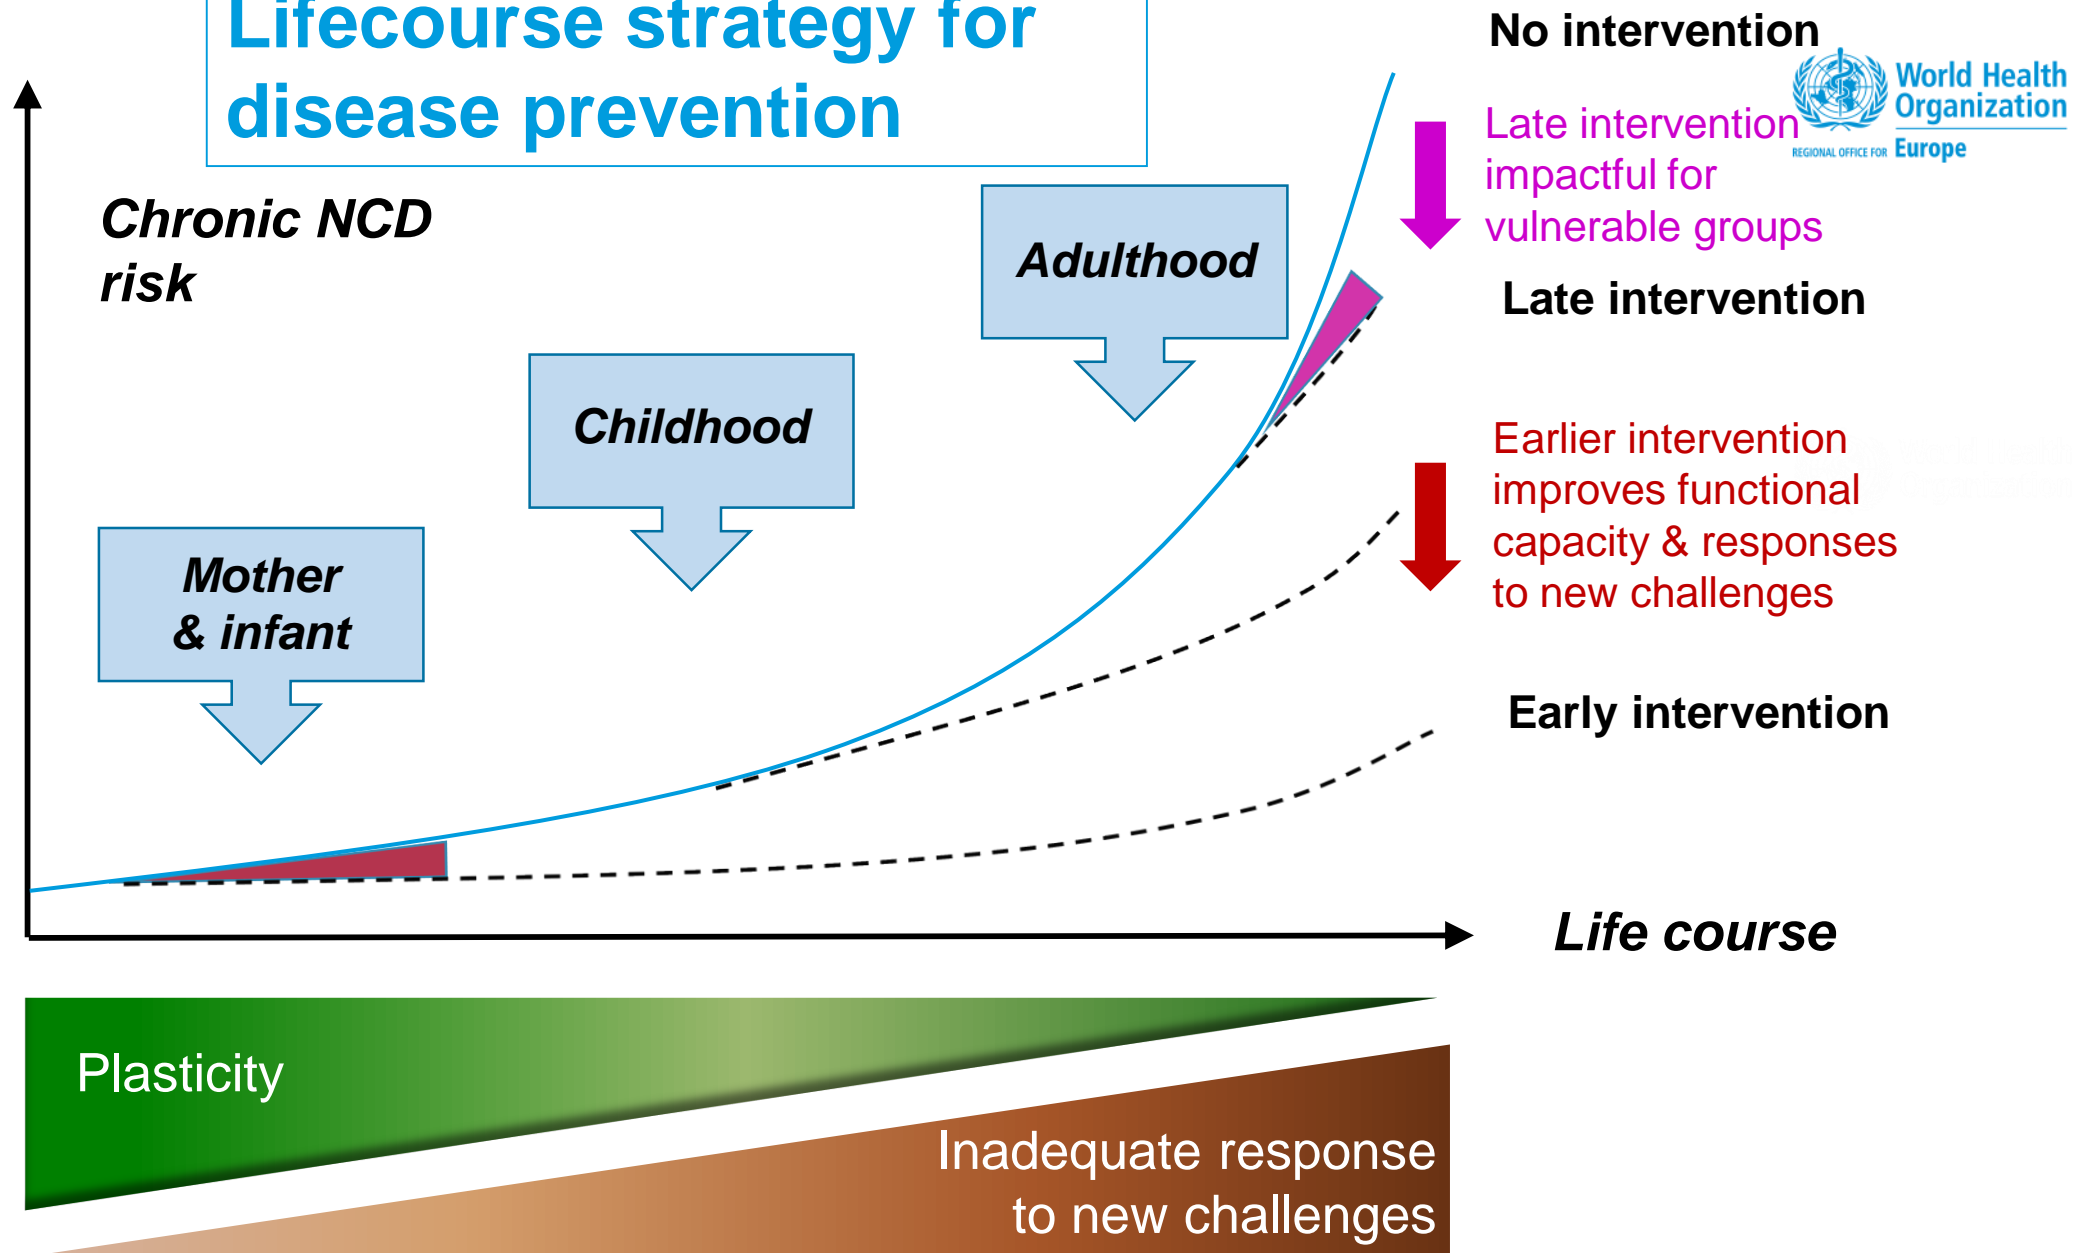 Lifecourse strategy for
disease prevention
No intervention
World Health
Organization
REGIONAL OFFICE FOR Europe
Late intervention
impactful for
vulnerable groups
Chronic NCD
risk
Adulthood
Late intervention
Childhood
Earlier intervention
improves functional
capacity & responses
to new challenges
Mother
& infant
Early intervention
Life course
Plasticity
Inadequate response
to new challenges